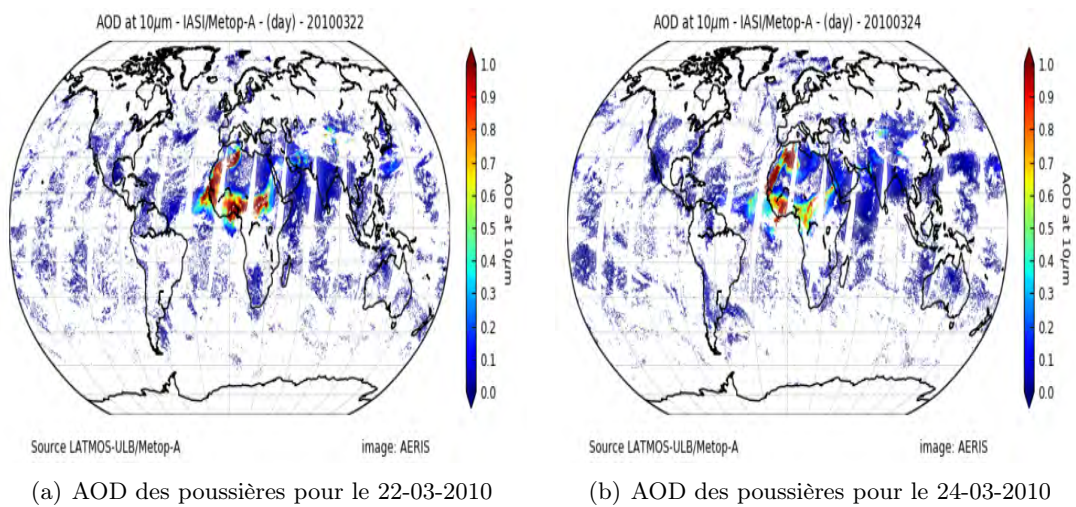 AOD at 10µm - IASI/Metop-A - (day) - 20100322
1.0
0.9
0.8
0.7
0.6
0.5
0.4
0.3
0.2
0.1
0.0
AOD at 10µm
Source LATMOS-ULB/Metop-A
image: AERIS
(a) AOD des poussières pour le 22-03-2010
AOD at 10µm - IASI/Metop-A - (day) - 20100324
1.0
0.9
0.8
0.7
0.6
0.5
0.4
0.3
0.2
0.1
0.0
AOD at 10µm
Source LATMOS-ULB/Metop-A
image: AERIS
(b) AOD des poussières pour le 24-03-2010